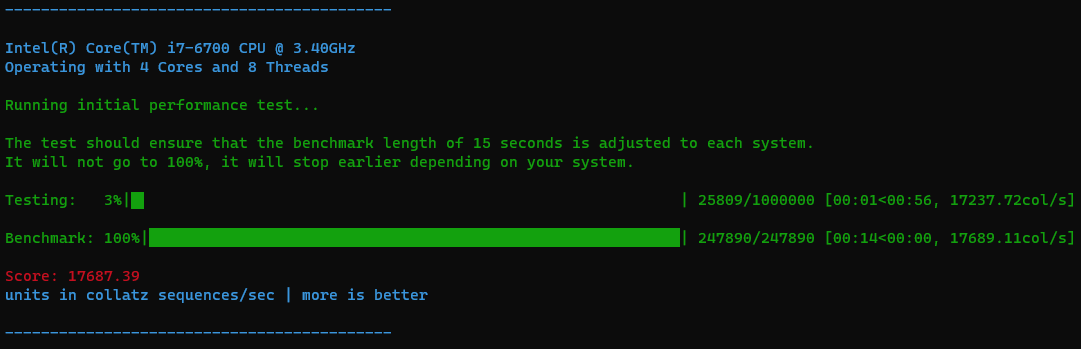 -------------------------------------------
Intel(R) Core(TM) i7-6700 CPU @ 3.40GHz
Operating with 4 Cores and 8 Threads
Running initial performance test...
The test should ensure that the benchmark length of 15 seconds is adjusted to each system.
It will not go to 100%, it will stop earlier depending on your system.
Testing:   3%|█                                                            | 25809/1000000 [00:01<00:56, 17237.72col/s]
Benchmark: 100%|███████████████████████████████████████████████████████████| 247890/247890 [00:14<00:00, 17689.11col/s]
Score: 17687.39
units in collatz sequences/sec | more is better
-------------------------------------------